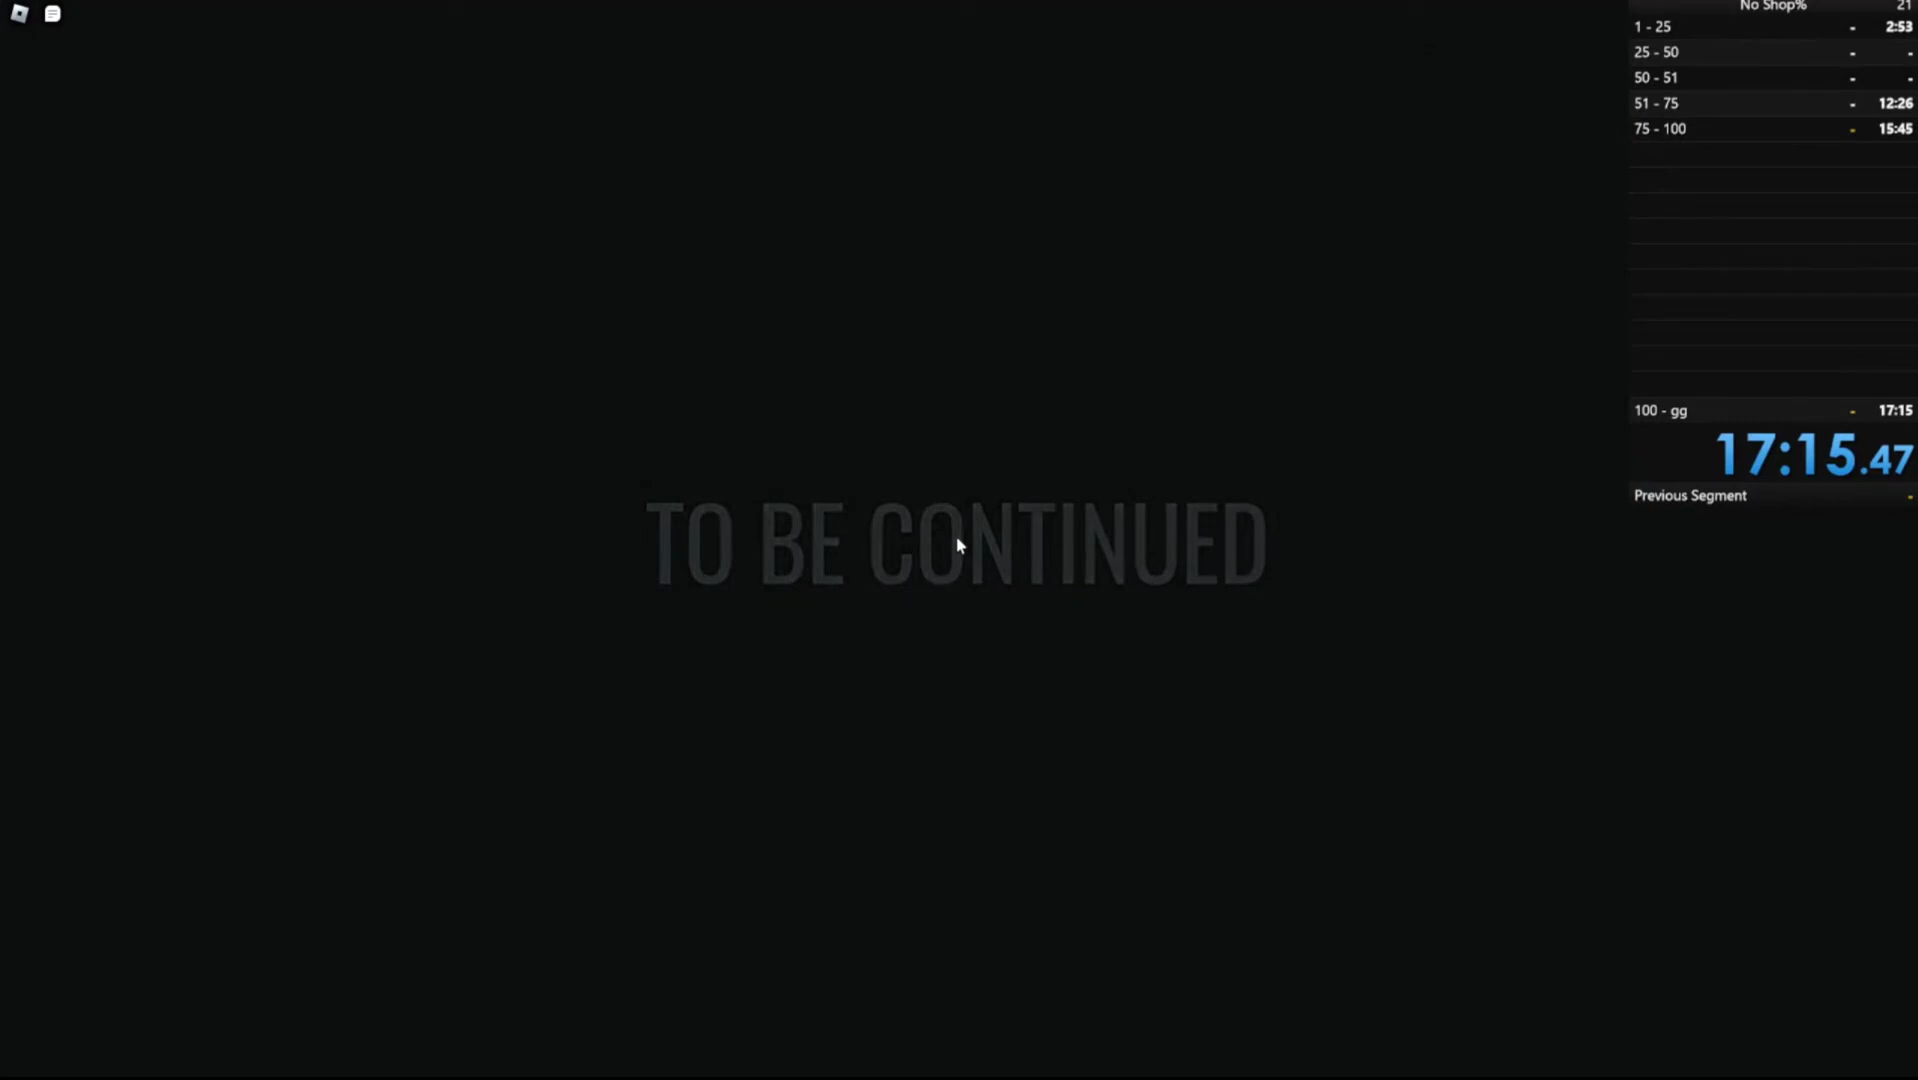 No Shop% 21
1 - 25 - 2:53
25 - 50 - -
50 - 51 - -
51 - 75 - 12:26
75 - 100 - 15:45
100 - gg - 17:15
17:15.47
Previous Segment -
TO BE CONTINUED